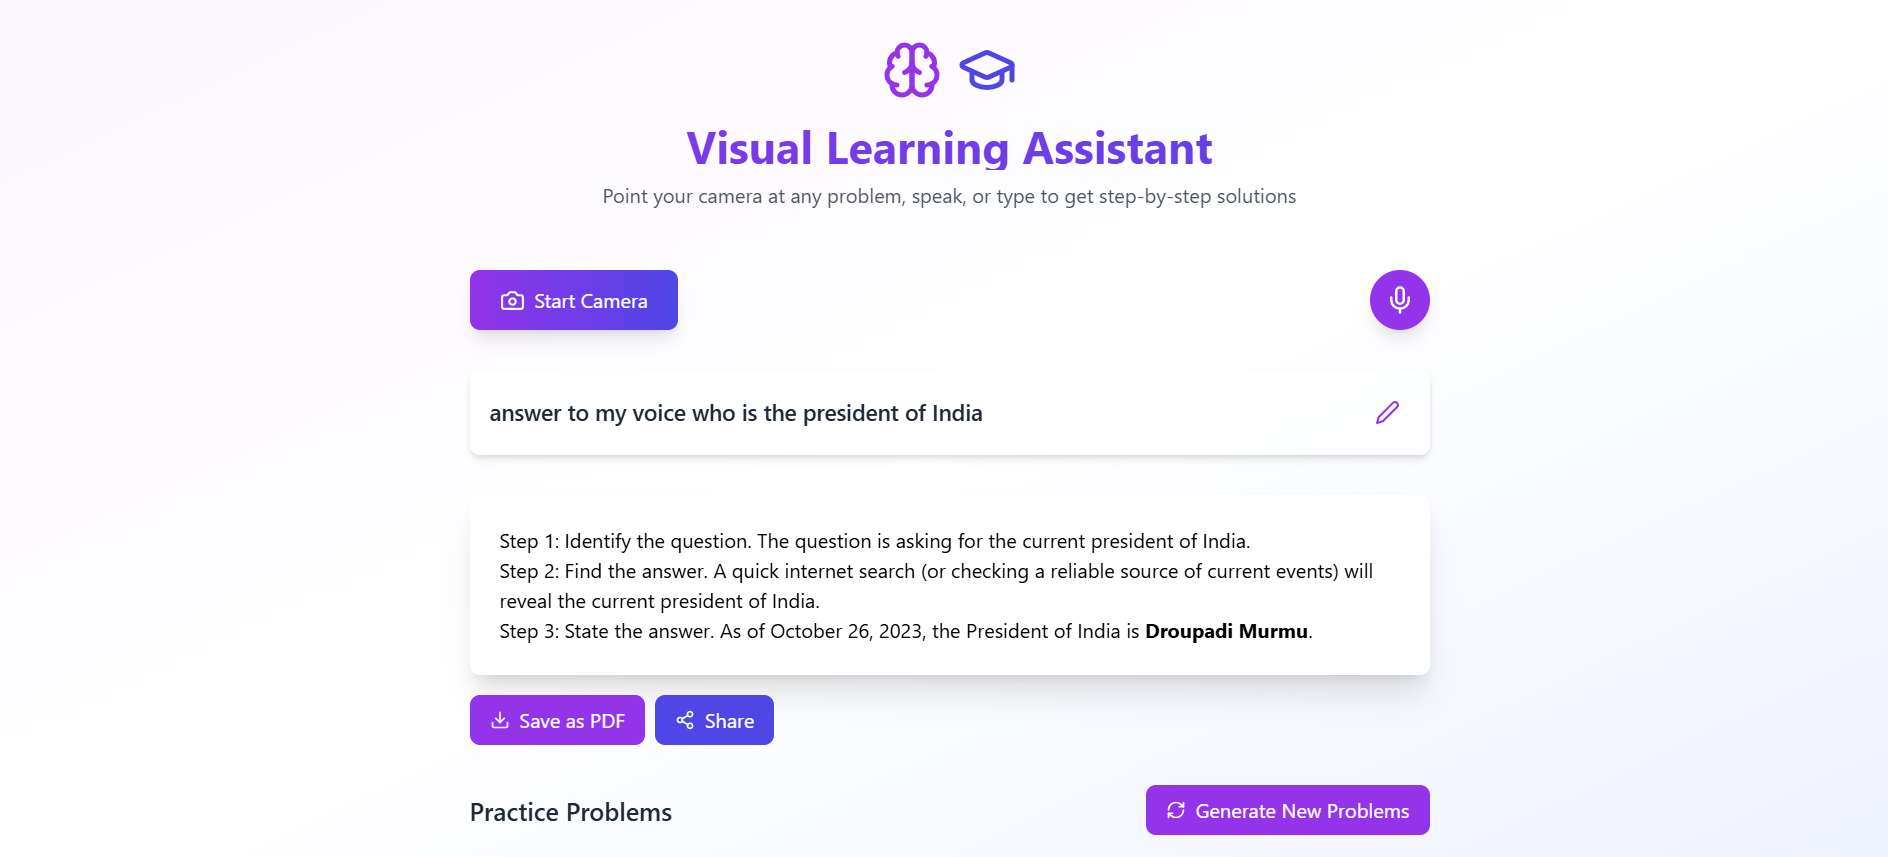 Visual Learning Assistant
Point your camera at any problem, speak, or type to get step-by-step solutions
Start Camera
answer to my voice who is the president of India
Step 1: Identify the question. The question is asking for the current president of India.
Step 2: Find the answer. A quick internet search (or checking a reliable source of current events) will
reveal the current president of India.
Step 3: State the answer. As of October 26, 2023, the President of India is Droupadi Murmu.
Save as PDF
Share
Practice Problems
Generate New Problems